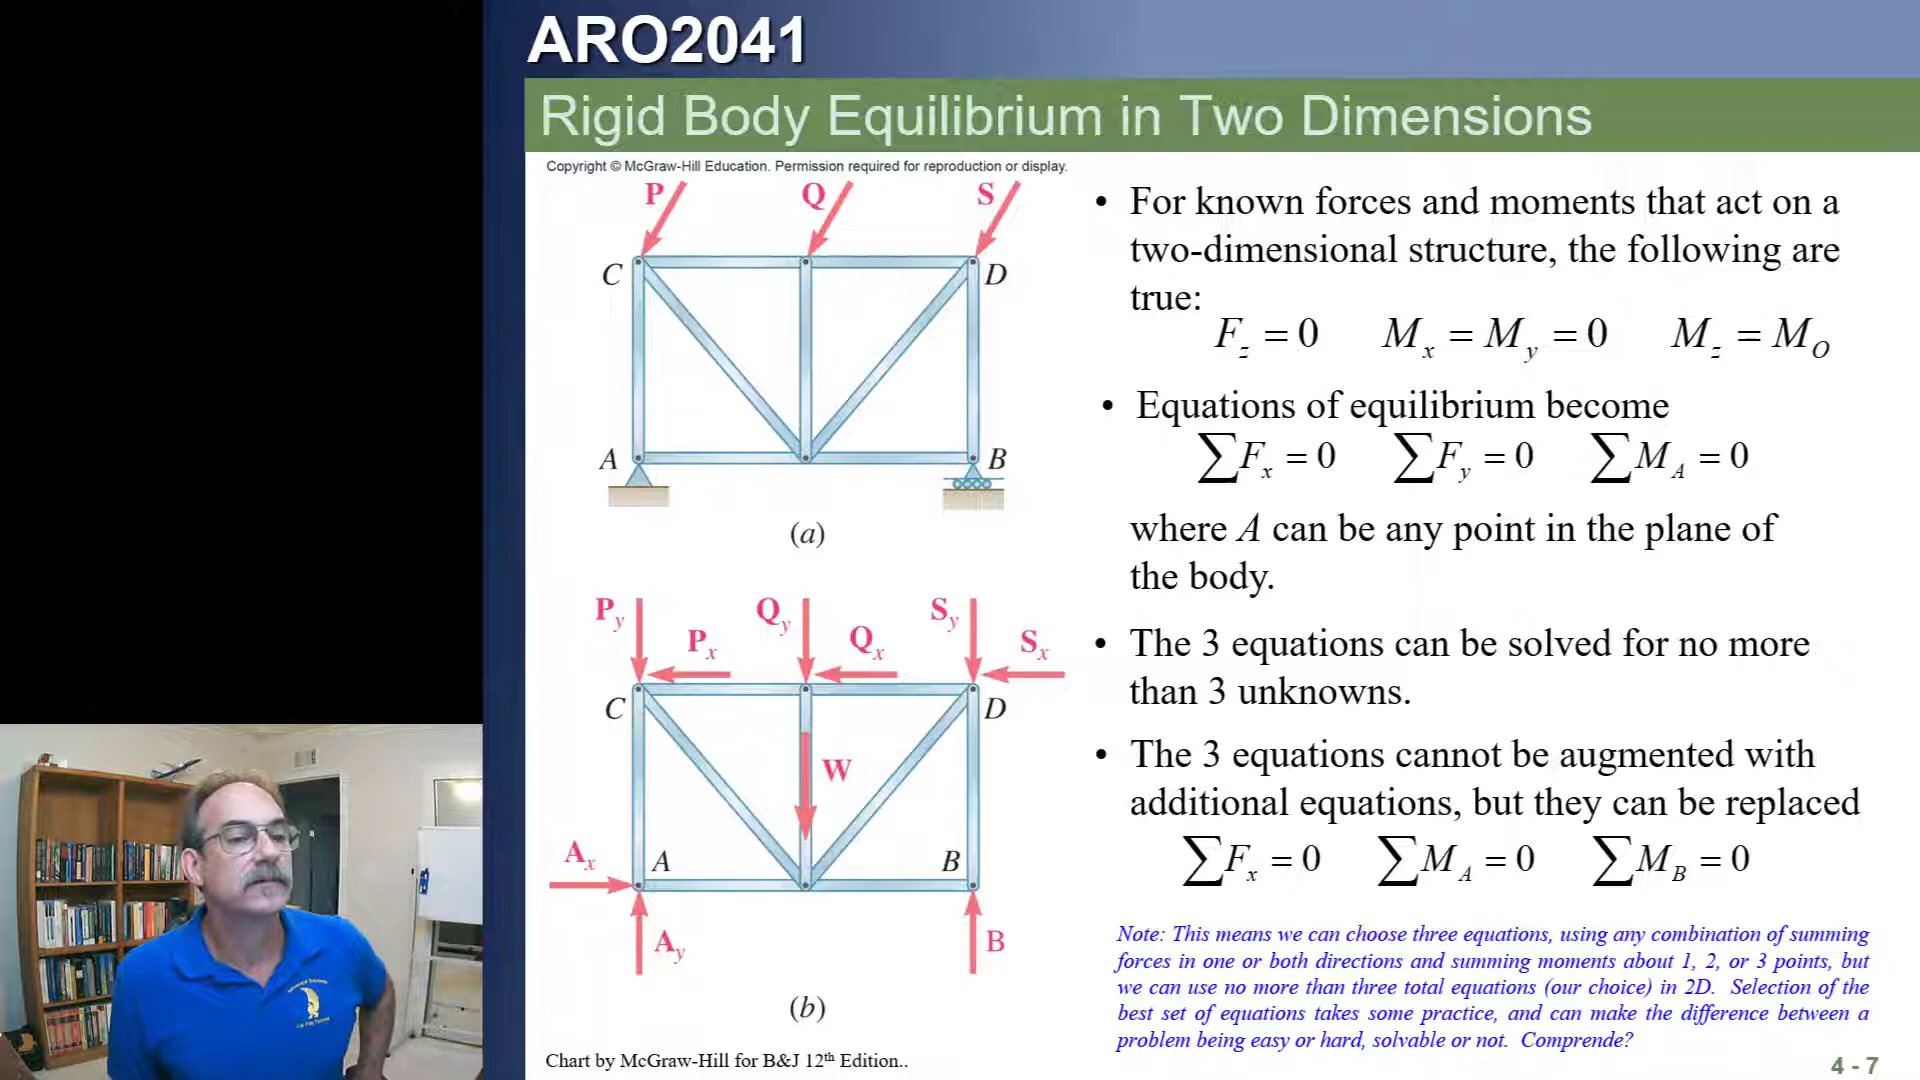 ARO2041
Rigid Body Equilibrium in Two Dimensions
Copyright © McGraw-Hill Education. Permission required for reproduction or display.
P Q S
C D
A B
(a)
P_y Q_y S_y
P_x Q_x S_x
C D
W
A_x A B
A_y B
(b)
Chart by McGraw-Hill for B&J 12th Edition..
• For known forces and moments that act on a
two-dimensional structure, the following are
true:
F_z = 0 M_x = M_y = 0 M_z = M_O
• Equations of equilibrium become
∑F_x = 0 ∑F_y = 0 ∑M_A = 0
where A can be any point in the plane of
the body.
• The 3 equations can be solved for no more
than 3 unknowns.
• The 3 equations cannot be augmented with
additional equations, but they can be replaced
∑F_x = 0 ∑M_A = 0 ∑M_B = 0
Note: This means we can choose three equations, using any combination of summing
forces in one or both directions and summing moments about 1, 2, or 3 points, but
we can use no more than three total equations (our choice) in 2D. Selection of the
best set of equations takes some practice, and can make the difference between a
problem being easy or hard, solvable or not. Comprende?
4 - 7